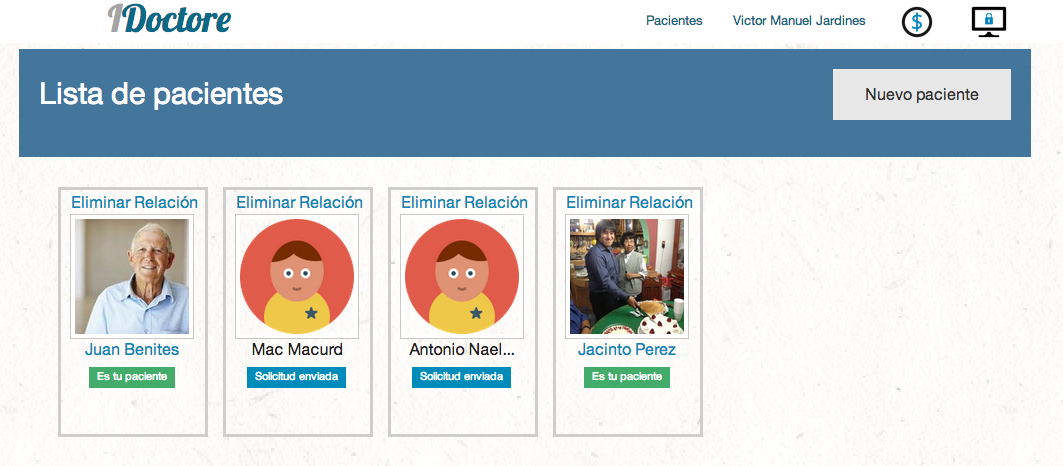 IDoctore
Pacientes
Victor Manuel Jardines
$
Lista de pacientes
Nuevo paciente
Eliminar Relación
Eliminar Relación
Eliminar Relación
Eliminar Relación
Juan Benites
Mac Macurd
Antonio Nael...
Jacinto Perez
Es tu paciente
Solicitud enviada
Solicitud enviada
Es tu paciente